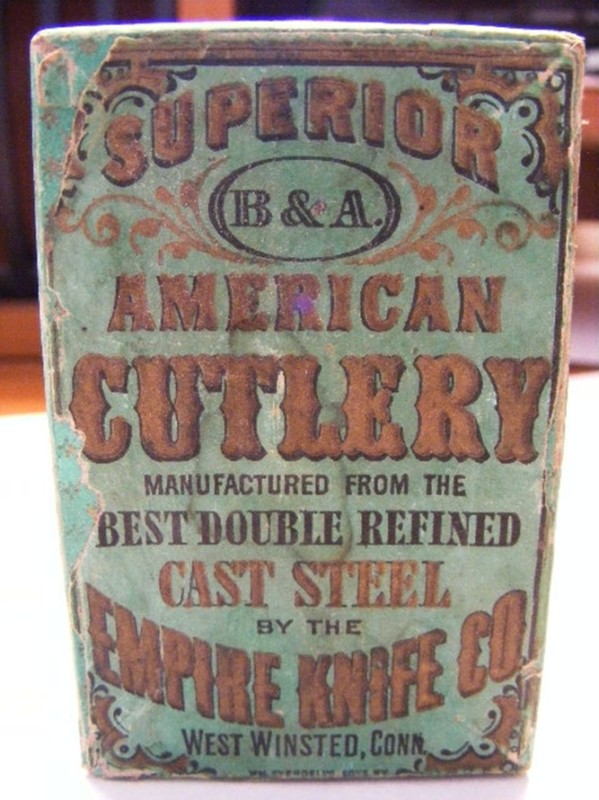 SUPERIOR
B & A.
AMERICAN
CUTLERY
MANUFACTURED FROM THE
BEST DOUBLE REFINED
CAST STEEL
BY THE
EMPIRE KNIFE CO.
WEST WINSTED, CONN.